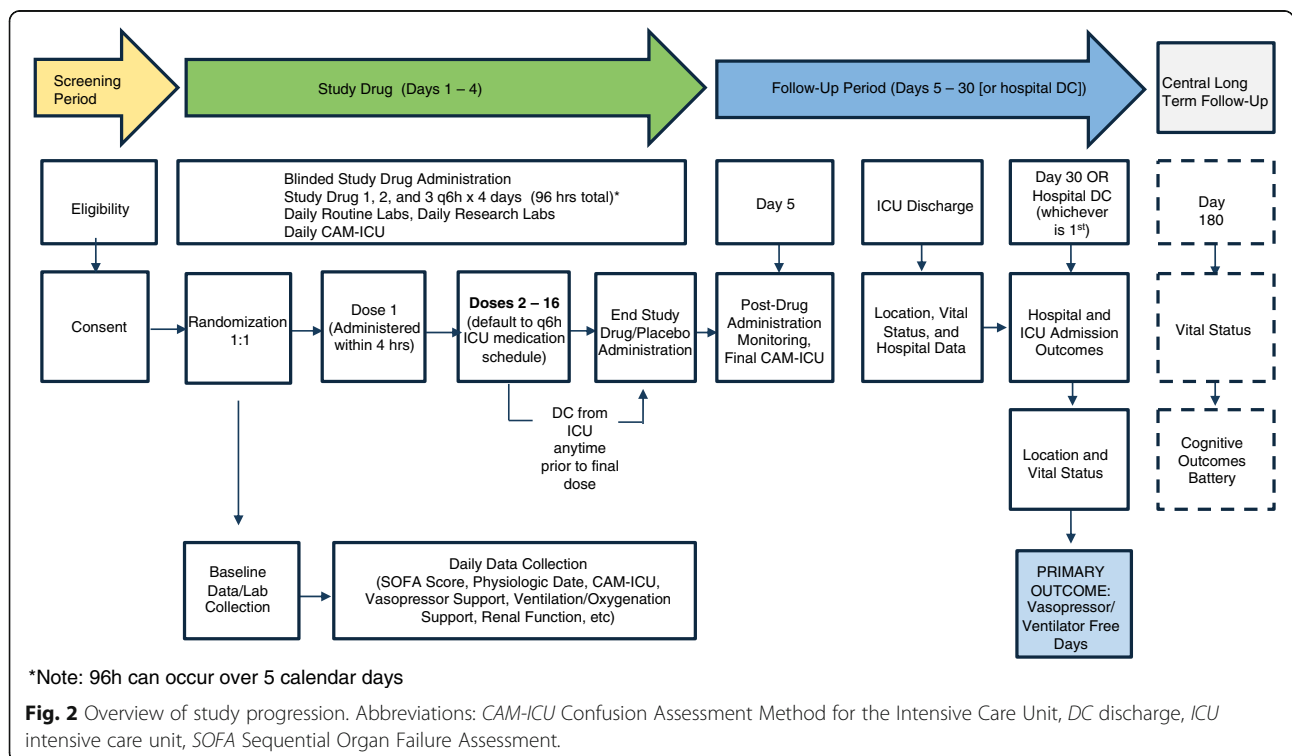 Screening
Period
Study Drug (Days 1 – 4)
Follow-Up Period (Days 5 – 30 [or hospital DC])
Central Long
Term Follow-Up
Eligibility
Blinded Study Drug Administration
Study Drug 1, 2, and 3 q6h x 4 days (96 hrs total)*
Daily Routine Labs, Daily Research Labs
Daily CAM-ICU
Day 5
ICU Discharge
Day 30 OR
Hospital DC
(whichever
is 1st)
Day
180
Consent
Randomization
1:1
Dose 1
(Administered
within 4 hrs)
Doses 2 – 16
(default to q6h
ICU medication
schedule)
End Study
Drug/Placebo
Administration
Post-Drug
Administration
Monitoring,
Final CAM-ICU
Location, Vital
Status, and
Hospital Data
Hospital and
ICU Admission
Outcomes
Vital Status
DC from
ICU
anytime
prior to final
dose
Location and
Vital Status
Cognitive
Outcomes
Battery
Baseline
Data/Lab
Collection
Daily Data Collection
(SOFA Score, Physiologic Date, CAM-ICU,
Vasopressor Support, Ventilation/Oxygenation
Support, Renal Function, etc)
PRIMARY
OUTCOME:
Vasopressor/
Ventilator Free
Days
*Note: 96h can occur over 5 calendar days
Fig. 2 Overview of study progression. Abbreviations: CAM-ICU Confusion Assessment Method for the Intensive Care Unit, DC discharge, ICU
intensive care unit, SOFA Sequential Organ Failure Assessment.